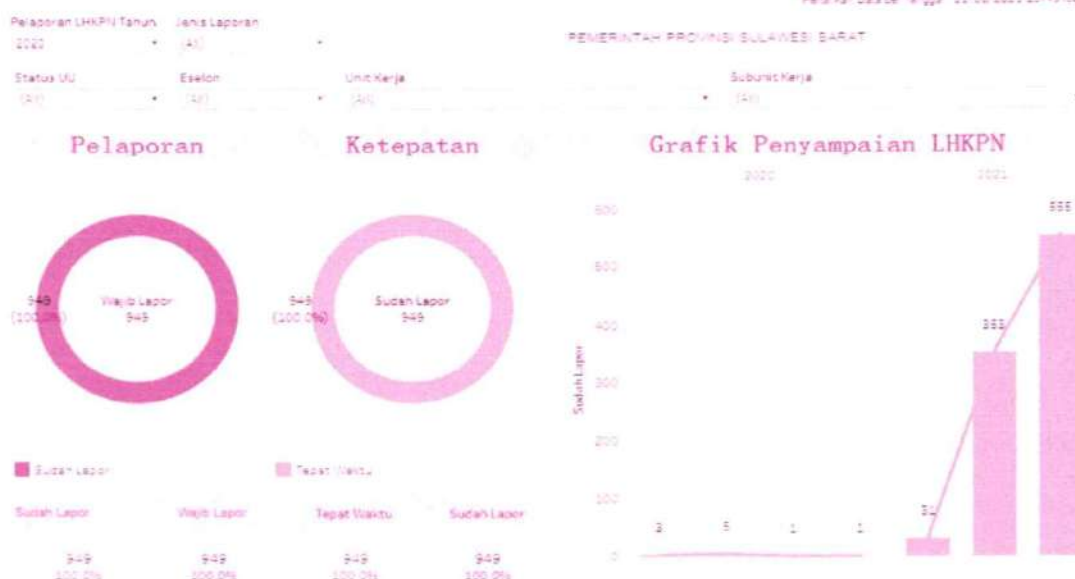 Pelaporan LHKPN Tahun
2020
Jenis Laporan
(All)
PEMERINTAH PROVINSI SULAWESI BARAT
Status UU
(All)
Eselon
(All)
Unit Kerja
(All)
Subunit Kerja
(All)
Pelaporan
949
(100.0%)
Wajib Lapor
949
Sudah Lapor
Sudah Lapor
949
100.0%
Wajib Lapor
949
100.0%
Ketepatan
949
(100.0%)
Sudah Lapor
949
Tepat Waktu
Tepat Waktu
949
100.0%
Sudah Lapor
949
100.0%
Grafik Penyampaian LHKPN
2020
2021
Sudah Lapor
600
500
400
300
200
100
0
3
5
1
1
31
353
555